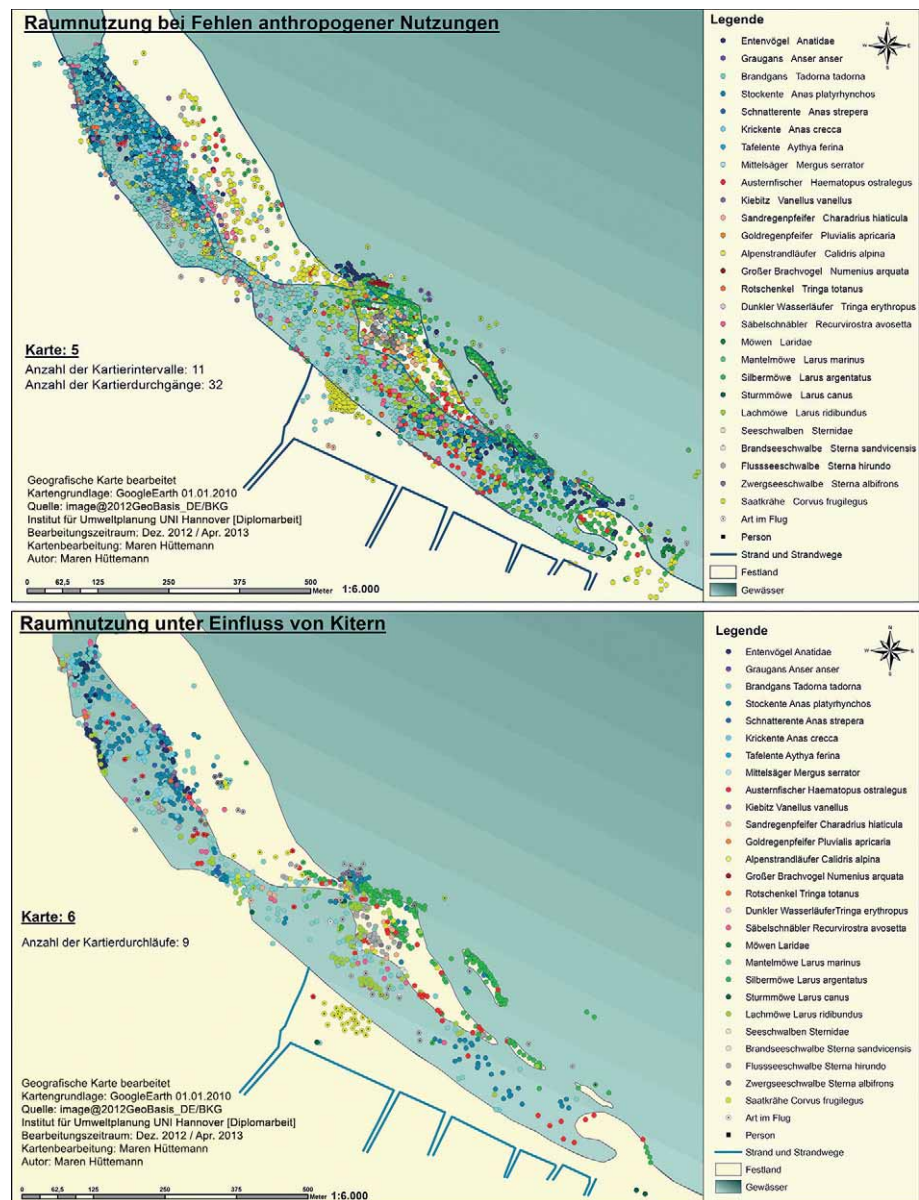 Raumnutzung bei Fehlen anthropogener Nutzungen
Karte: 5
Anzahl der Kartierintervalle: 11
Anzahl der Kartierdurchgänge: 32
Geografische Karte bearbeitet
Kartengrundlage: GoogleEarth 01.01.2010
Quelle: image@2012GeoBasis_DE/BKG
Institut für Umweltplanung UNI Hannover [Diplomarbeit]
Bearbeitungszeitraum: Dez. 2012 / Apr. 2013
Kartenbearbeitung: Maren Hüttemann
Autor: Maren Hüttemann
0 62,5 125 250 375 500
Meter 1:6.000
Legende
N
W E
S
Entenvögel Anatidae
Graugans Anser anser
Brandgans Tadorna tadorna
Stockente Anas platyrhynchos
Schnatterente Anas strepera
Krickente Anas crecca
Tafelente Aythya ferina
Mittelsäger Mergus serrator
Austernfischer Haematopus ostralegus
Kiebitz Vanellus vanellus
Sandregenpfeifer Charadrius hiaticula
Goldregenpfeifer Pluvialis apricaria
Alpenstrandläufer Calidris alpina
Großer Brachvogel Numenius arquata
Rotschenkel Tringa totanus
Dunkler Wasserläufer Tringa erythropus
Säbelschnäbler Recurvirostra avosetta
Möwen Laridae
Mantelmöwe Larus marinus
Silbermöwe Larus argentatus
Sturmmöwe Larus canus
Lachmöwe Larus ridibundus
Seeschwalben Sternidae
Brandseeschwalbe Sterna sandvicensis
Flussseeschwalbe Sterna hirundo
Zwergseeschwalbe Sterna albifrons
Saatkrähe Corvus frugilegus
Art im Flug
Person
Strand und Strandwege
Festland
Gewässer
Raumnutzung unter Einfluss von Kitern
Karte: 6
Anzahl der Kartierdurchläufe: 9
Geografische Karte bearbeitet
Kartengrundlage: GoogleEarth 01.01.2010
Quelle: image@2012GeoBasis_DE/BKG
Institut für Umweltplanung UNI Hannover [Diplomarbeit]
Bearbeitungszeitraum: Dez. 2012 / Apr. 2013
Kartenbearbeitung: Maren Hüttemann
Autor: Maren Hüttemann
0 62,5 125 250 375 500
Meter 1:6.000
Legende
N
W E
S
Entenvögel Anatidae
Graugans Anser anser
Brandgans Tadorna tadorna
Stockente Anas platyrhynchos
Schnatterente Anas strepera
Krickente Anas crecca
Tafelente Aythya ferina
Mittelsäger Mergus serrator
Austernfischer Haematopus ostralegus
Kiebitz Vanellus vanellus
Sandregenpfeifer Charadrius hiaticula
Goldregenpfeifer Pluvialis apricaria
Alpenstrandläufer Calidris alpina
Großer Brachvogel Numenius arquata
Rotschenkel Tringa totanus
Dunkler WasserläuferTringa erythropus
Säbelschnäbler Recurvirostra avosetta
Möwen Laridae
Mantelmöwe Larus marinus
Silbermöwe Larus argentatus
Sturmmöwe Larus canus
Lachmöwe Larus ridibundus
Seeschwalben Sternidae
Brandseeschwalbe Sterna sandvicensis
Flussseeschwalbe Sterna hirundo
Zwergseeschwalbe Sterna albifrons
Saatkrähe Corvus frugilegus
Art im Flug
Person
Strand und Strandwege
Festland
Gewässer